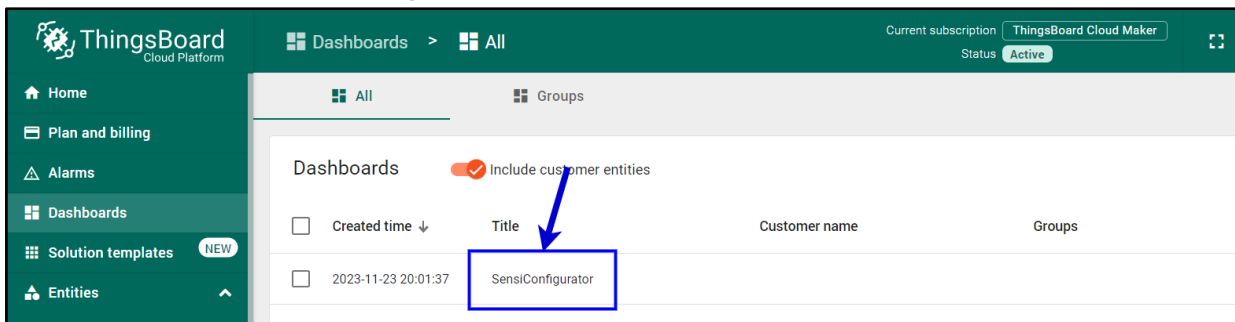 ThingsBoard
Cloud Platform
Dashboards > All
Current subscription ThingsBoard Cloud Maker
Status Active
Home
Plan and billing
Alarms
Dashboards
Solution templates NEW
Entities
All Groups
Dashboards Include customer entities
Created time Title Customer name Groups
2023-11-23 20:01:37 SensiConfigurator